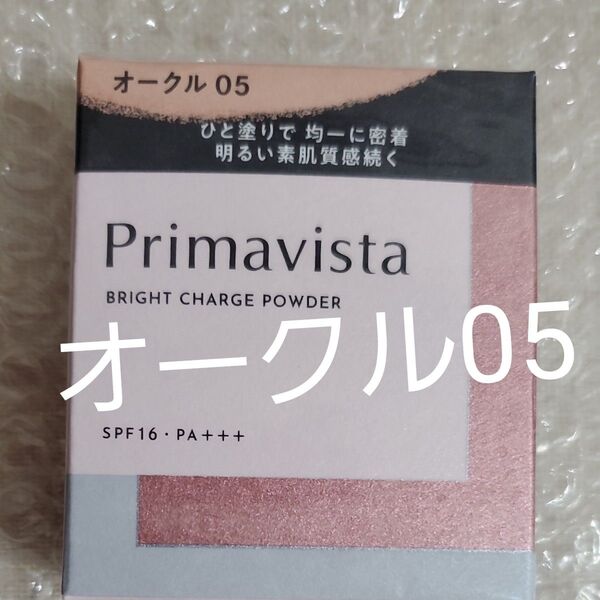 オークル 05
ひと塗りで 均一に密着
明るい素肌質感続く
Primavista
BRIGHT CHARGE POWDER
オークル05
SPF16・PA+++